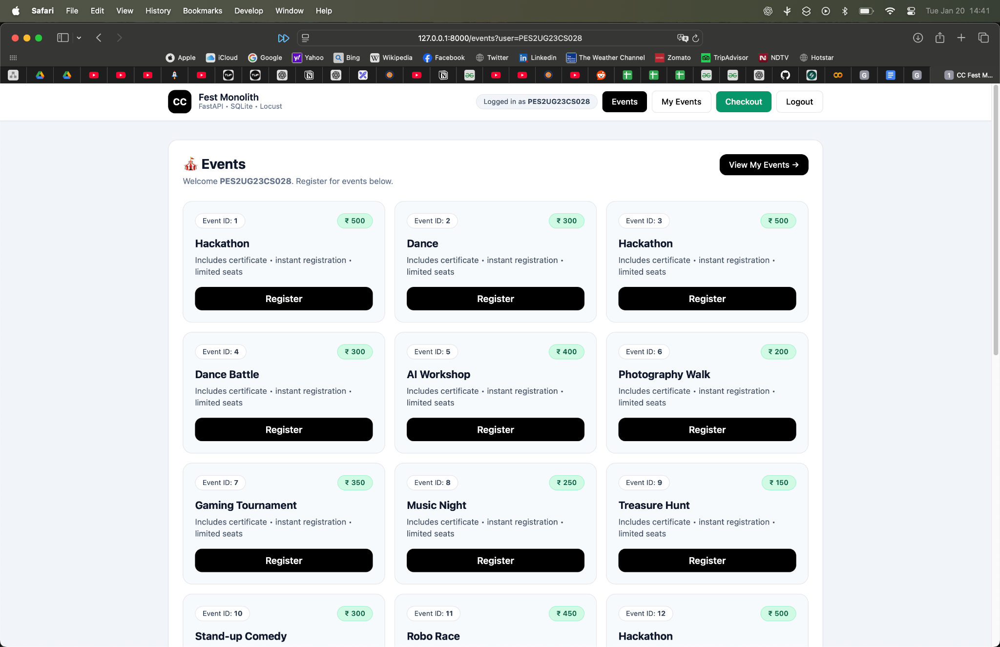 Safari File Edit View History Bookmarks Develop Window Help Tue Jan 20 14:41
127.0.0.1:8000/events?user=PES2UG23CS028
Apple iCloud Google Yahoo Bing Wikipedia Facebook Twitter Linkedin The Weather Channel Zomato TripAdvisor NDTV Hotstar
1 CC Fest M...
CC Fest Monolith
FastAPI • SQLite • Locust
Logged in as PES2UG23CS028 Events My Events Checkout Logout
🎪 Events
View My Events →
Welcome PES2UG23CS028. Register for events below.
Event ID: 1 ₹ 500
Hackathon
Includes certificate • instant registration •
limited seats
Register
Event ID: 2 ₹ 300
Dance
Includes certificate • instant registration •
limited seats
Register
Event ID: 3 ₹ 500
Hackathon
Includes certificate • instant registration •
limited seats
Register
Event ID: 4 ₹ 300
Dance Battle
Includes certificate • instant registration •
limited seats
Register
Event ID: 5 ₹ 400
AI Workshop
Includes certificate • instant registration •
limited seats
Register
Event ID: 6 ₹ 200
Photography Walk
Includes certificate • instant registration •
limited seats
Register
Event ID: 7 ₹ 350
Gaming Tournament
Includes certificate • instant registration •
limited seats
Register
Event ID: 8 ₹ 250
Music Night
Includes certificate • instant registration •
limited seats
Register
Event ID: 9 ₹ 150
Treasure Hunt
Includes certificate • instant registration •
limited seats
Register
Event ID: 10 ₹ 300
Stand-up Comedy
Event ID: 11 ₹ 450
Robo Race
Event ID: 12 ₹ 500
Hackathon